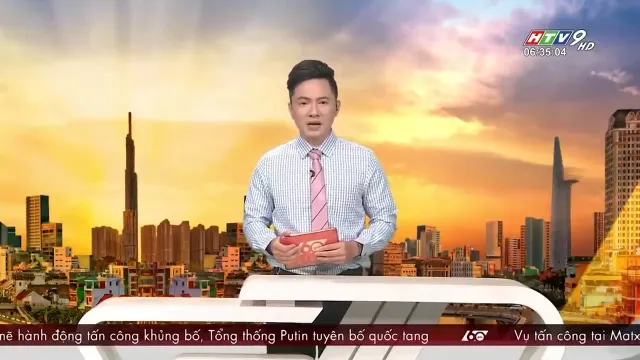 HTV9 HD
06:35:04
hành động tấn công khủng bố, Tổng thống Putin tuyên bố quốc tang
60
Vụ tấn công tại